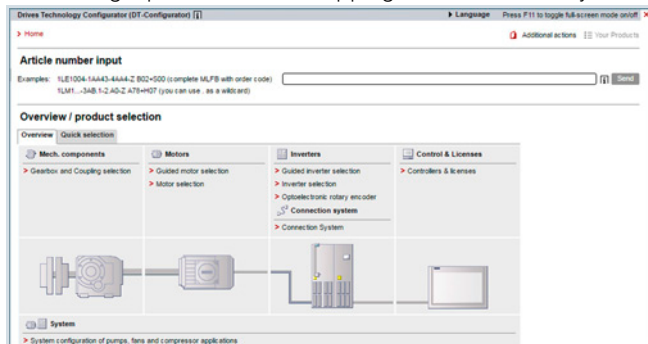 Drives Technology Configurator (DT-Configurator)
Language
Press F11 to toggle full-screen mode on/off
Home
Additional actions
Your Products
Article number input
Examples: 1LE1004-1AA43-4AA4-Z B02+S00 (complete MLFB with order code)
Send
1LM1...-3AB.1-2.A0-Z A78+H07 (you can use . as a wildcard)
Overview / product selection
Overview Quick selection
Mech. components Motors Inverters Control & Licenses
> Gearbox and Coupling selection > Guided motor selection > Guided inverter selection > Controllers & licenses
> Motor selection > Inverter selection
> Optoelectronic rotary encoder
Connection system
> Connection System
System
> System configuration of pumps, fans and compressor applications